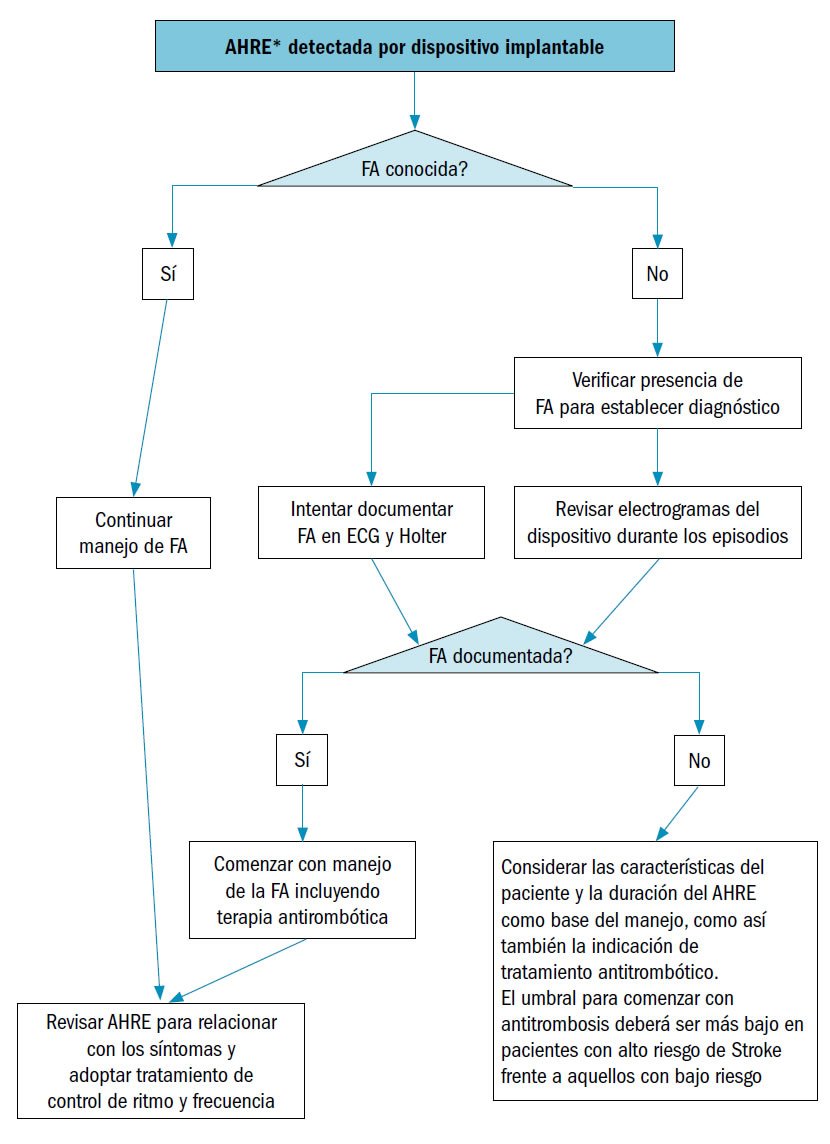 AHRE* detectada por dispositivo implantable
FA conocida?
Sí
No
Verificar presencia de
FA para establecer diagnóstico
Continuar
manejo de FA
Intentar documentar
FA en ECG y Holter
Revisar electrogramas del
dispositivo durante los episodios
FA documentada?
Sí
No
Comenzar con manejo
de la FA incluyendo
terapia antirombótica
Considerar las características del
paciente y la duración del AHRE
como base del manejo, como así
también la indicación de
tratamiento antitrombótico.
El umbral para comenzar con
antitrombosis deberá ser más bajo en
pacientes con alto riesgo de Stroke
frente a aquellos con bajo riesgo
Revisar AHRE para relacionar
con los síntomas y
adoptar tratamiento de
control de ritmo y frecuencia